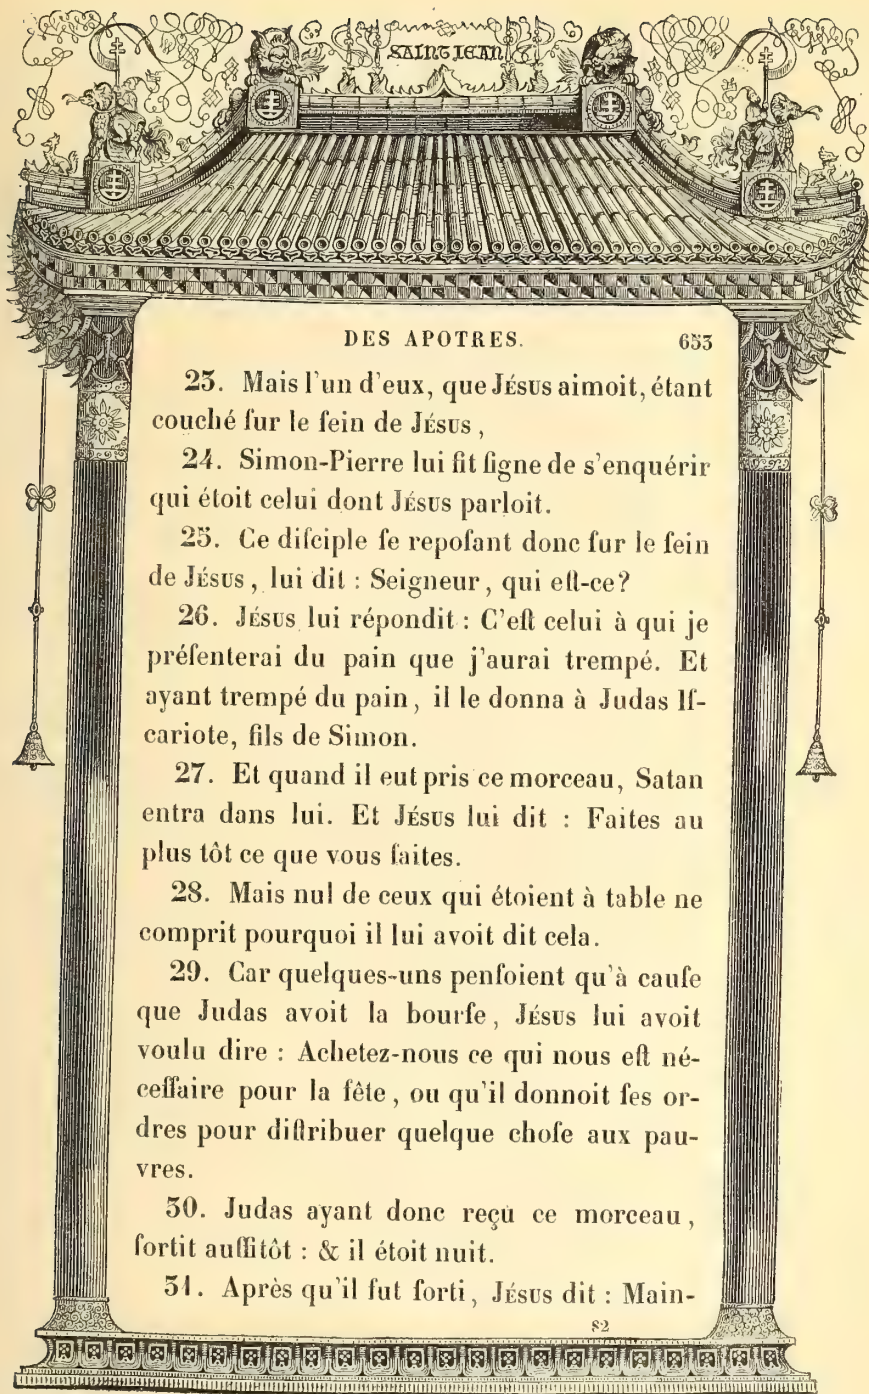 SAINT JEAN
DES APOTRES. 653
23. Mais l'un d'eux, que JÉSUS aimoit, étant
couché ſur le ſein de JÉSUS,
24. Simon-Pierre lui fit ſigne de s'enquérir
qui étoit celui dont JÉSUS parloit.
25. Ce diſciple ſe repoſant donc ſur le ſein
de JÉSUS, lui dit : Seigneur, qui eſt-ce?
26. JÉSUS lui répondit : C'eſt celui à qui je
préſenterai du pain que j'aurai trempé. Et
ayant trempé du pain, il le donna à Judas Iſ-
cariote, fils de Simon.
27. Et quand il eut pris ce morceau, Satan
entra dans lui. Et JÉSUS lui dit : Faites au
plus tôt ce que vous faites.
28. Mais nul de ceux qui étoient à table ne
comprit pourquoi il lui avoit dit cela.
29. Car quelques-uns penſoient qu'à cauſe
que Judas avoit la bourſe, JÉSUS lui avoit
voulu dire : Achetez-nous ce qui nous eſt né-
ceſſaire pour la fête, ou qu'il donnoit ſes or-
dres pour diſtribuer quelque choſe aux pau-
vres.
30. Judas ayant donc reçu ce morceau,
ſortit auſſitôt : & il étoit nuit.
31. Après qu'il fut ſorti, JÉSUS dit : Main-
82